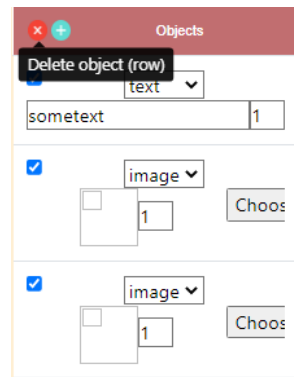 Objects
Delete object (row)
text
sometext 1
image
1 Choos
image
1 Choos